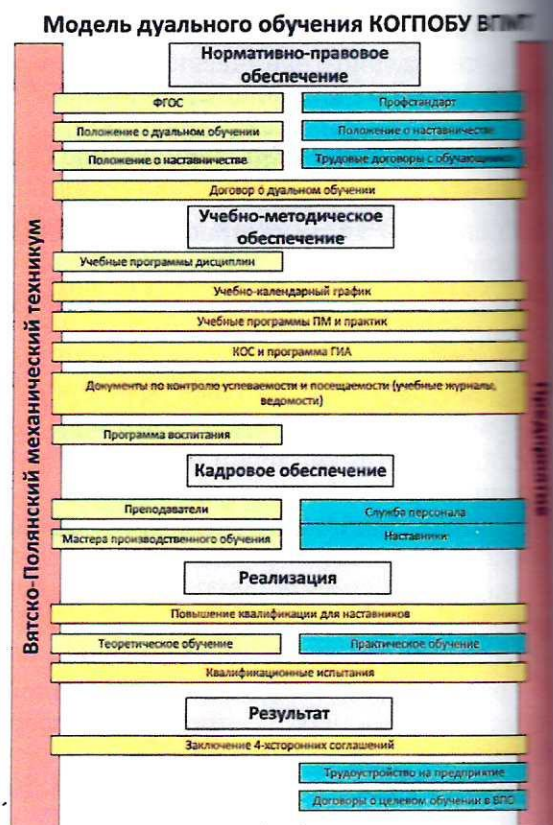 Модель дуального обучения КОГПОБУ
Нормативно-правовое
обеспечение
ФГОС
Профстандарт
Положение о дуальном обучении
Положение о наставничестве
Положение о наставничестве
Трудовые договоры с обучающимися
Договор о дуальном обучении
Учебно-методическое
обеспечение
Учебные программы дисциплин
Учебно-календарный график
Учебные программы ПМ и практик
КОС и программа ГИА
Документы по контролю успеваемости и посещаемости (учебные журналы,
ведомости)
Программа воспитания
Кадровое обеспечение
Преподаватели
Служба персонала
Мастера производственного обучения
Наставники
Реализация
Повышение квалификации для наставников
Теоретическое обучение
Практическое обучение
Квалификационные испытания
Результат
Заключение 4-хсторонних соглашений
Трудоустройство на предприятие
Договоры о целевом обучении в ВПО
Вятско-Полянский механический техникум
Предприятие